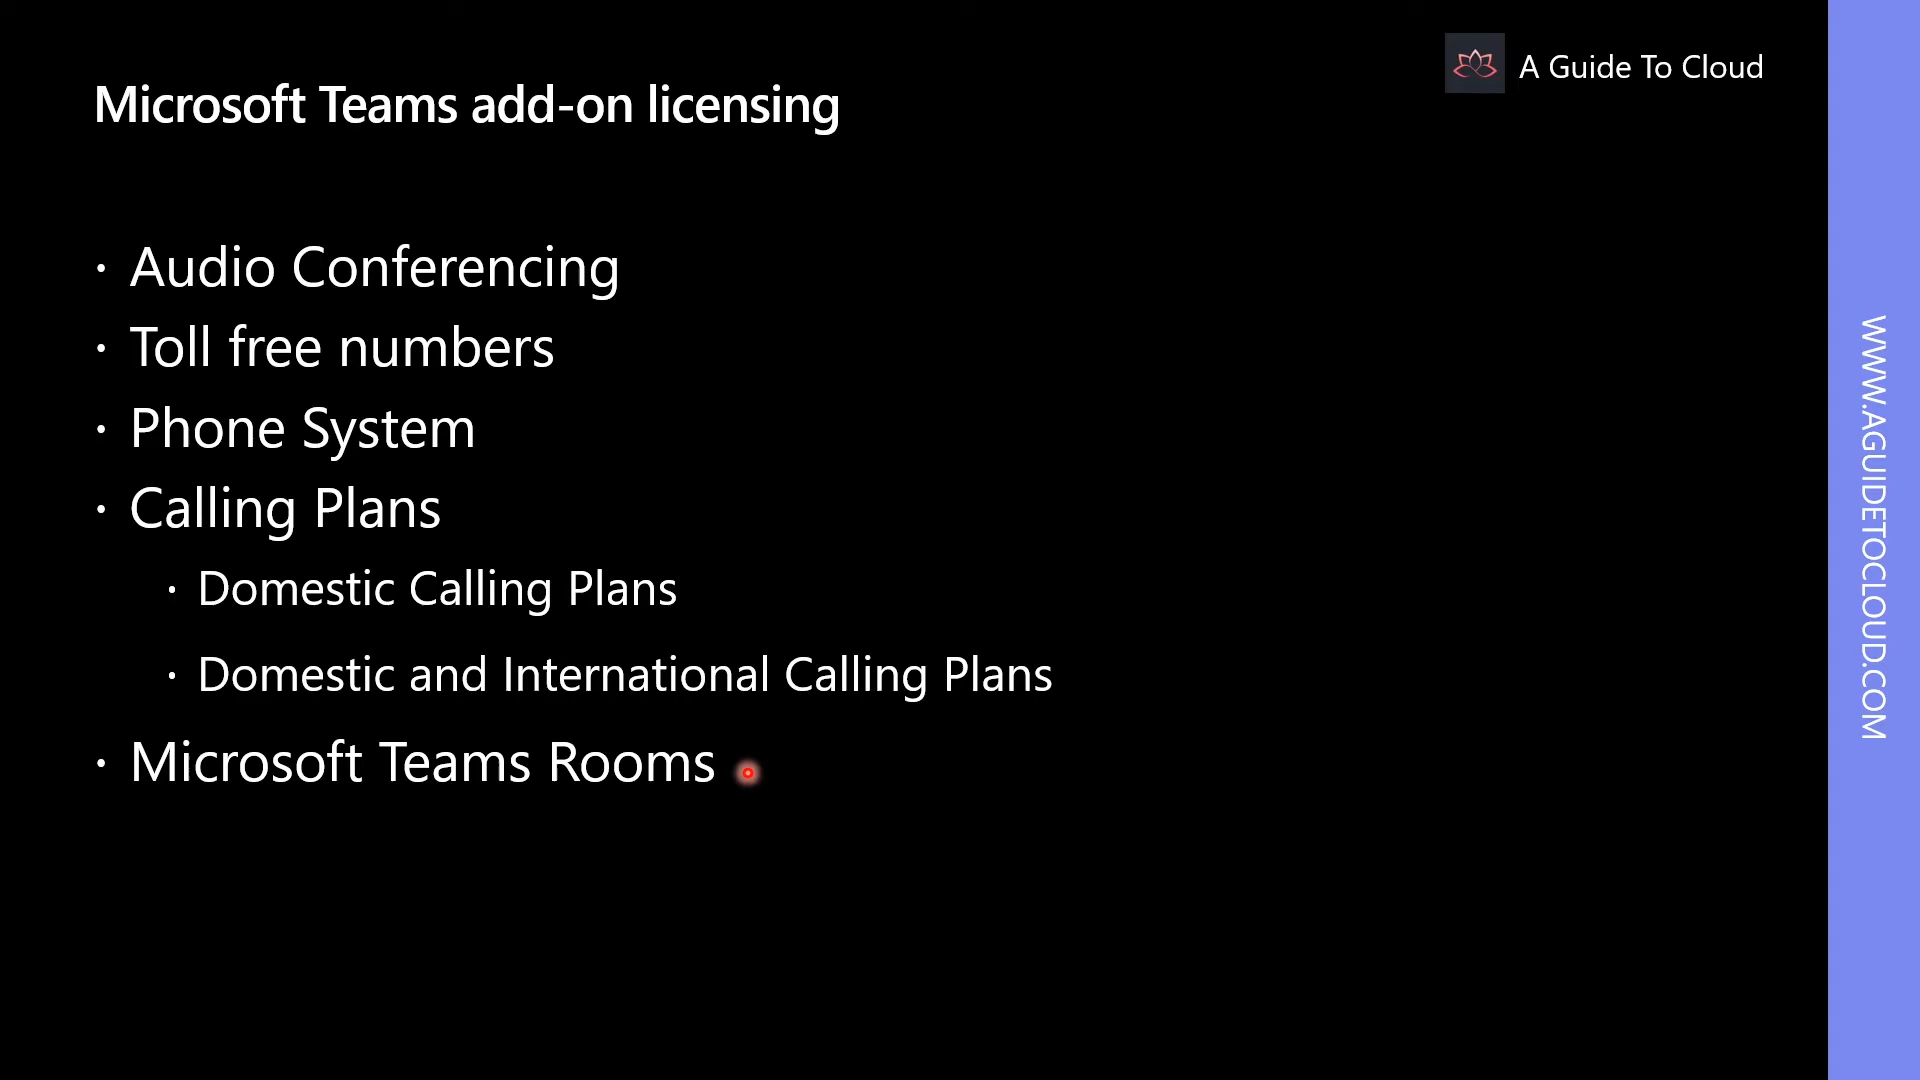 A Guide To Cloud
Microsoft Teams add-on licensing
· Audio Conferencing
· Toll free numbers
· Phone System
· Calling Plans
· Domestic Calling Plans
· Domestic and International Calling Plans
· Microsoft Teams Rooms
WWW.AGUIDETOCLOUD.COM